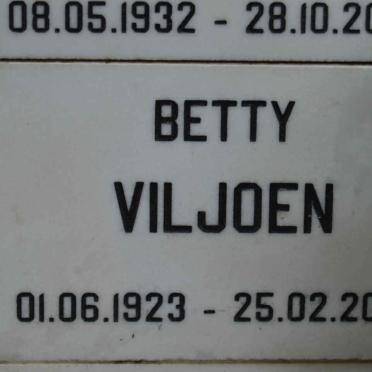 08.05.1932 - 28.10.20
BETTY
VILJOEN
01.06.1923 - 25.02.20